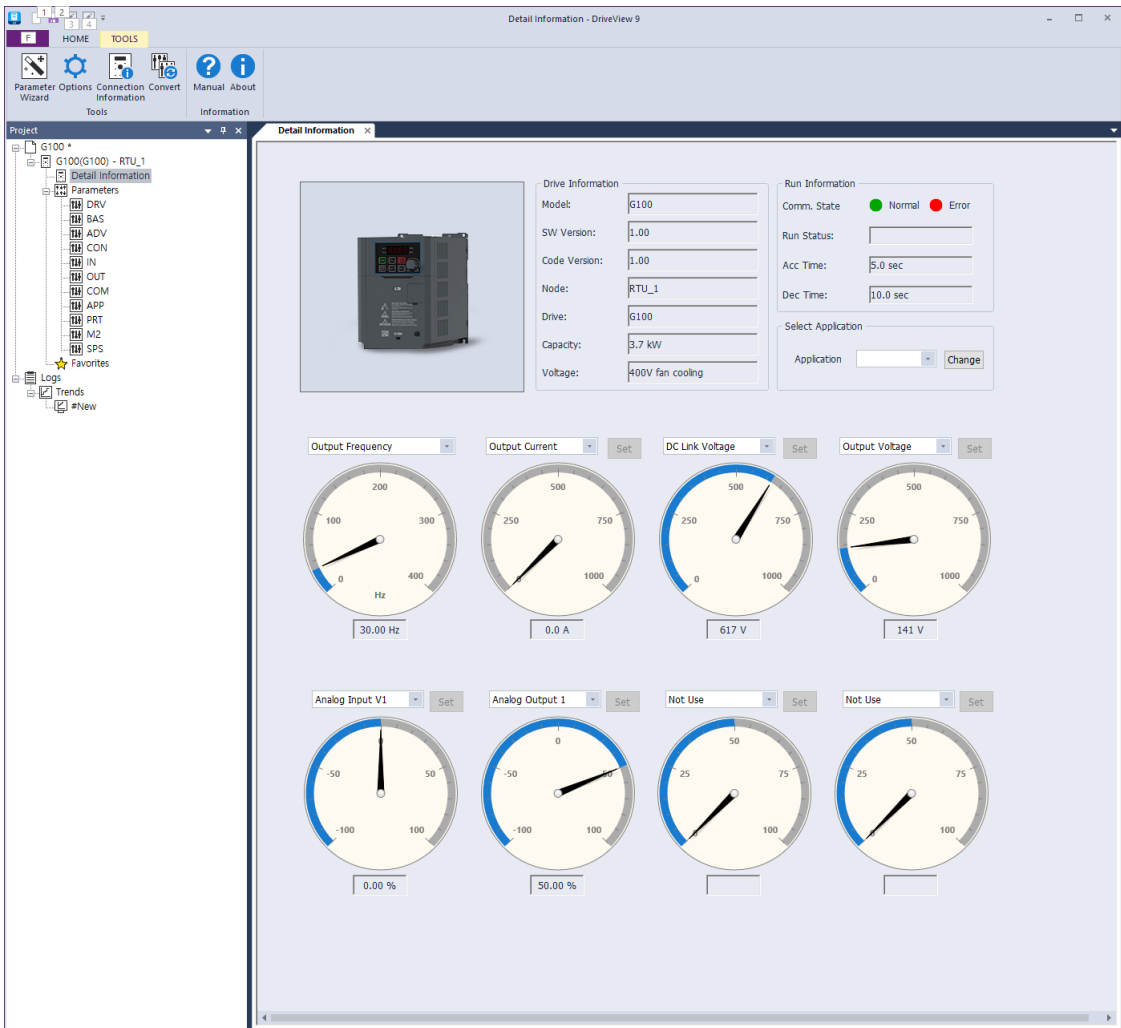 1 2
Detail Information - DriveView 9
3 4
F HOME TOOLS
Parameter Wizard Options Connection Information Convert Manual About
Tools Information
Project
Detail Information
G100 *
G100(G100) - RTU_1
Detail Information
Parameters
DRV
BAS
ADV
CON
IN
OUT
COM
APP
PRT
M2
SPS
Favorites
Logs
Trends
#New
Drive Information
Model: G100
SW Version: 1.00
Code Version: 1.00
Node: RTU_1
Drive: G100
Capacity: 3.7 kW
Voltage: 400V fan cooling
Run Information
Comm. State Normal Error
Run Status:
Acc Time: 5.0 sec
Dec Time: 10.0 sec
Select Application
Application Change
Output Frequency Output Current Set DC Link Voltage Set Output Voltage Set
200 500 500 500
100 300 250 750 250 750 250 750
0 400 0 1000 0 1000 0 1000
Hz
30.00 Hz 0.0 A 617 V 141 V
Analog Input V1 Set Analog Output 1 Set Not Use Set Not Use Set
0 0 50 50
-50 50 -50 50 25 75 25 75
-100 100 -100 100 0 100 0 100
0.00 % 50.00 %